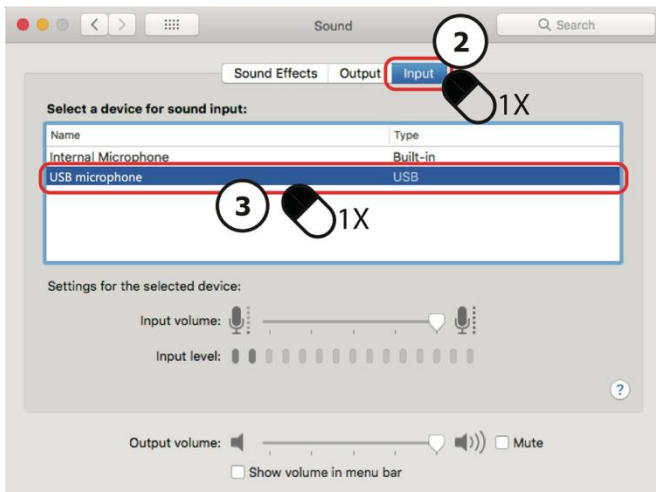 Sound
Search
2
Sound Effects Output Input
1X
Select a device for sound input:
Name Type
Internal Microphone Built-in
USB microphone USB
3
1X
Settings for the selected device:
Input volume:
Input level:
?
Output volume: Mute
Show volume in menu bar